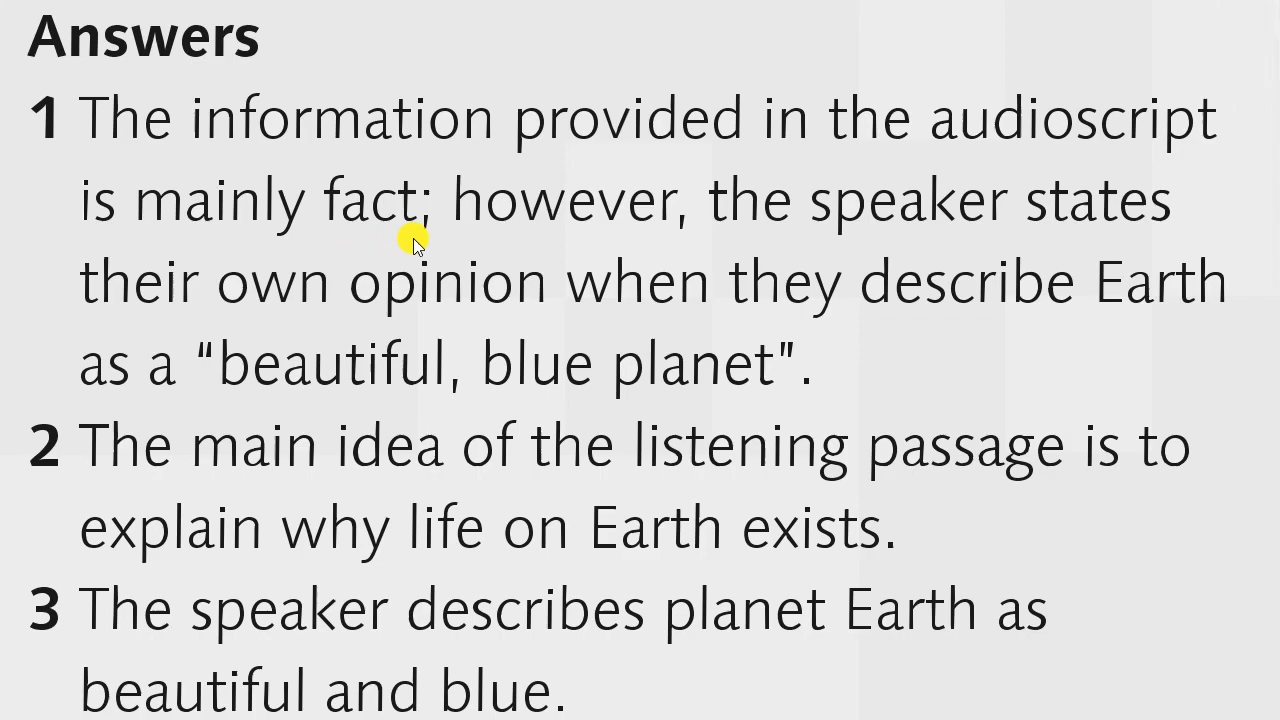 Answers
1 The information provided in the audioscript
is mainly fact; however, the speaker states
their own opinion when they describe Earth
as a “beautiful, blue planet”.
2 The main idea of the listening passage is to
explain why life on Earth exists.
3 The speaker describes planet Earth as
beautiful and blue.